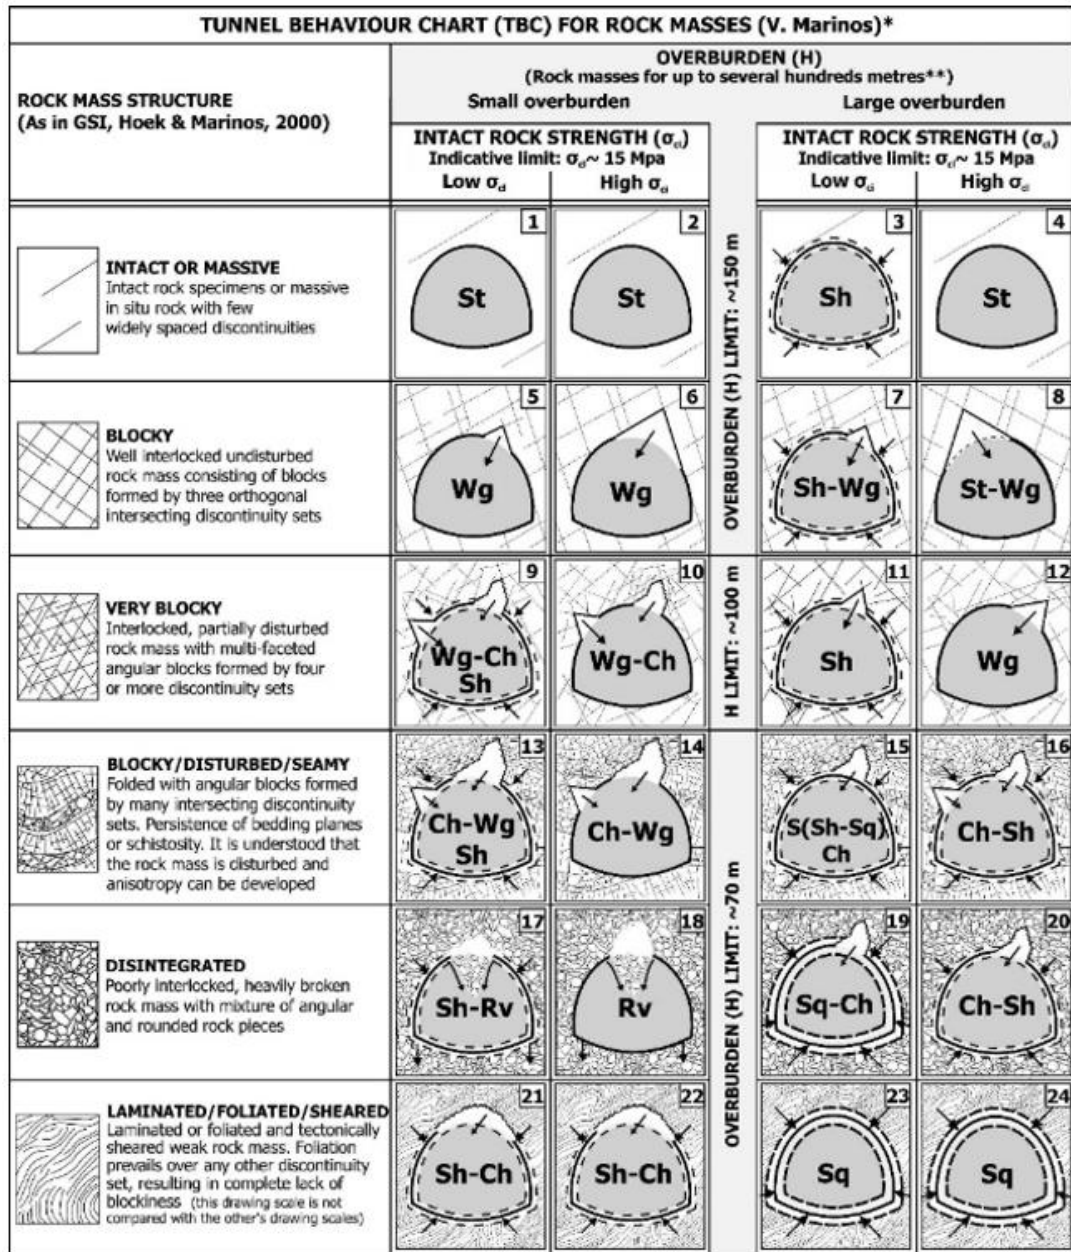 TUNNEL BEHAVIOUR CHART (TBC) FOR ROCK MASSES (V. Marinos)*
ROCK MASS STRUCTURE
(As in GSI, Hoek & Marinos, 2000)
OVERBURDEN (H)
(Rock masses for up to several hundreds metres**)
Small overburden
Large overburden
INTACT ROCK STRENGTH (σci)
Indicative limit: σci~ 15 Mpa
Low σci
High σci
INTACT ROCK STRENGTH (σci)
Indicative limit: σci~ 15 Mpa
Low σci
High σci
OVERBURDEN (H) LIMIT: ~150 m
H LIMIT: ~100 m
OVERBURDEN (H) LIMIT: ~70 m
INTACT OR MASSIVE
Intact rock specimens or massive
in situ rock with few
widely spaced discontinuities
1
St
2
St
3
Sh
4
St
BLOCKY
Well interlocked undisturbed
rock mass consisting of blocks
formed by three orthogonal
intersecting discontinuity sets
5
Wg
6
Wg
7
Sh-Wg
8
St-Wg
VERY BLOCKY
Interlocked, partially disturbed
rock mass with multi-faceted
angular blocks formed by four
or more discontinuity sets
9
Wg-Ch
Sh
10
Wg-Ch
11
Sh
12
Wg
BLOCKY/DISTURBED/SEAMY
Folded with angular blocks formed
by many intersecting discontinuity
sets. Persistence of bedding planes
or schistosity. It is understood that
the rock mass is disturbed and
anisotropy can be developed
13
Ch-Wg
Sh
14
Ch-Wg
15
S(Sh-Sq)
Ch
16
Ch-Sh
DISINTEGRATED
Poorly interlocked, heavily broken
rock mass with mixture of angular
and rounded rock pieces
17
Sh-Rv
18
Rv
19
Sq-Ch
20
Ch-Sh
LAMINATED/FOLIATED/SHEARED
Laminated or foliated and tectonically
sheared weak rock mass. Foliation
prevails over any other discontinuity
set, resulting in complete lack of
blockiness (this drawing scale is not
compared with the other's drawing scales)
21
Sh-Ch
22
Sh-Ch
23
Sq
24
Sq